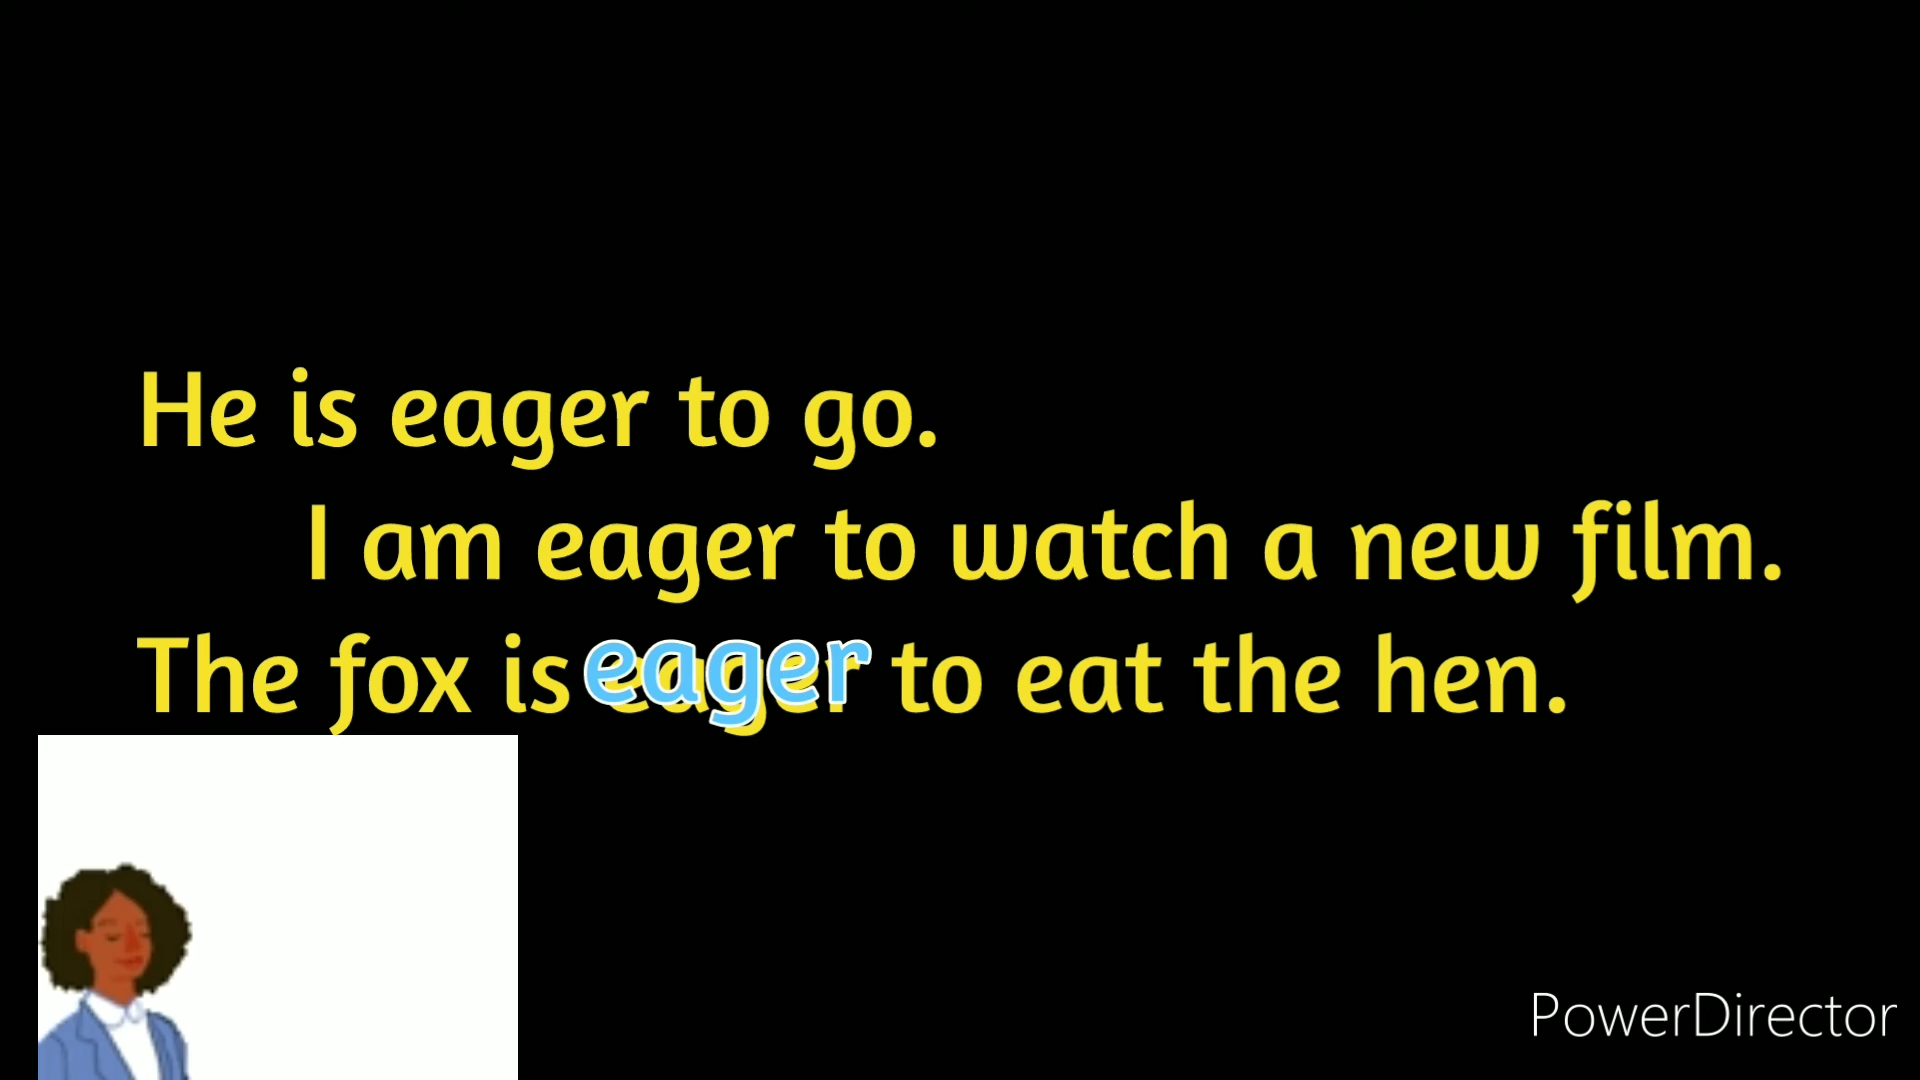 He is eager to go.
I am eager to watch a new film.
The fox is eager to eat the hen.
PowerDirector